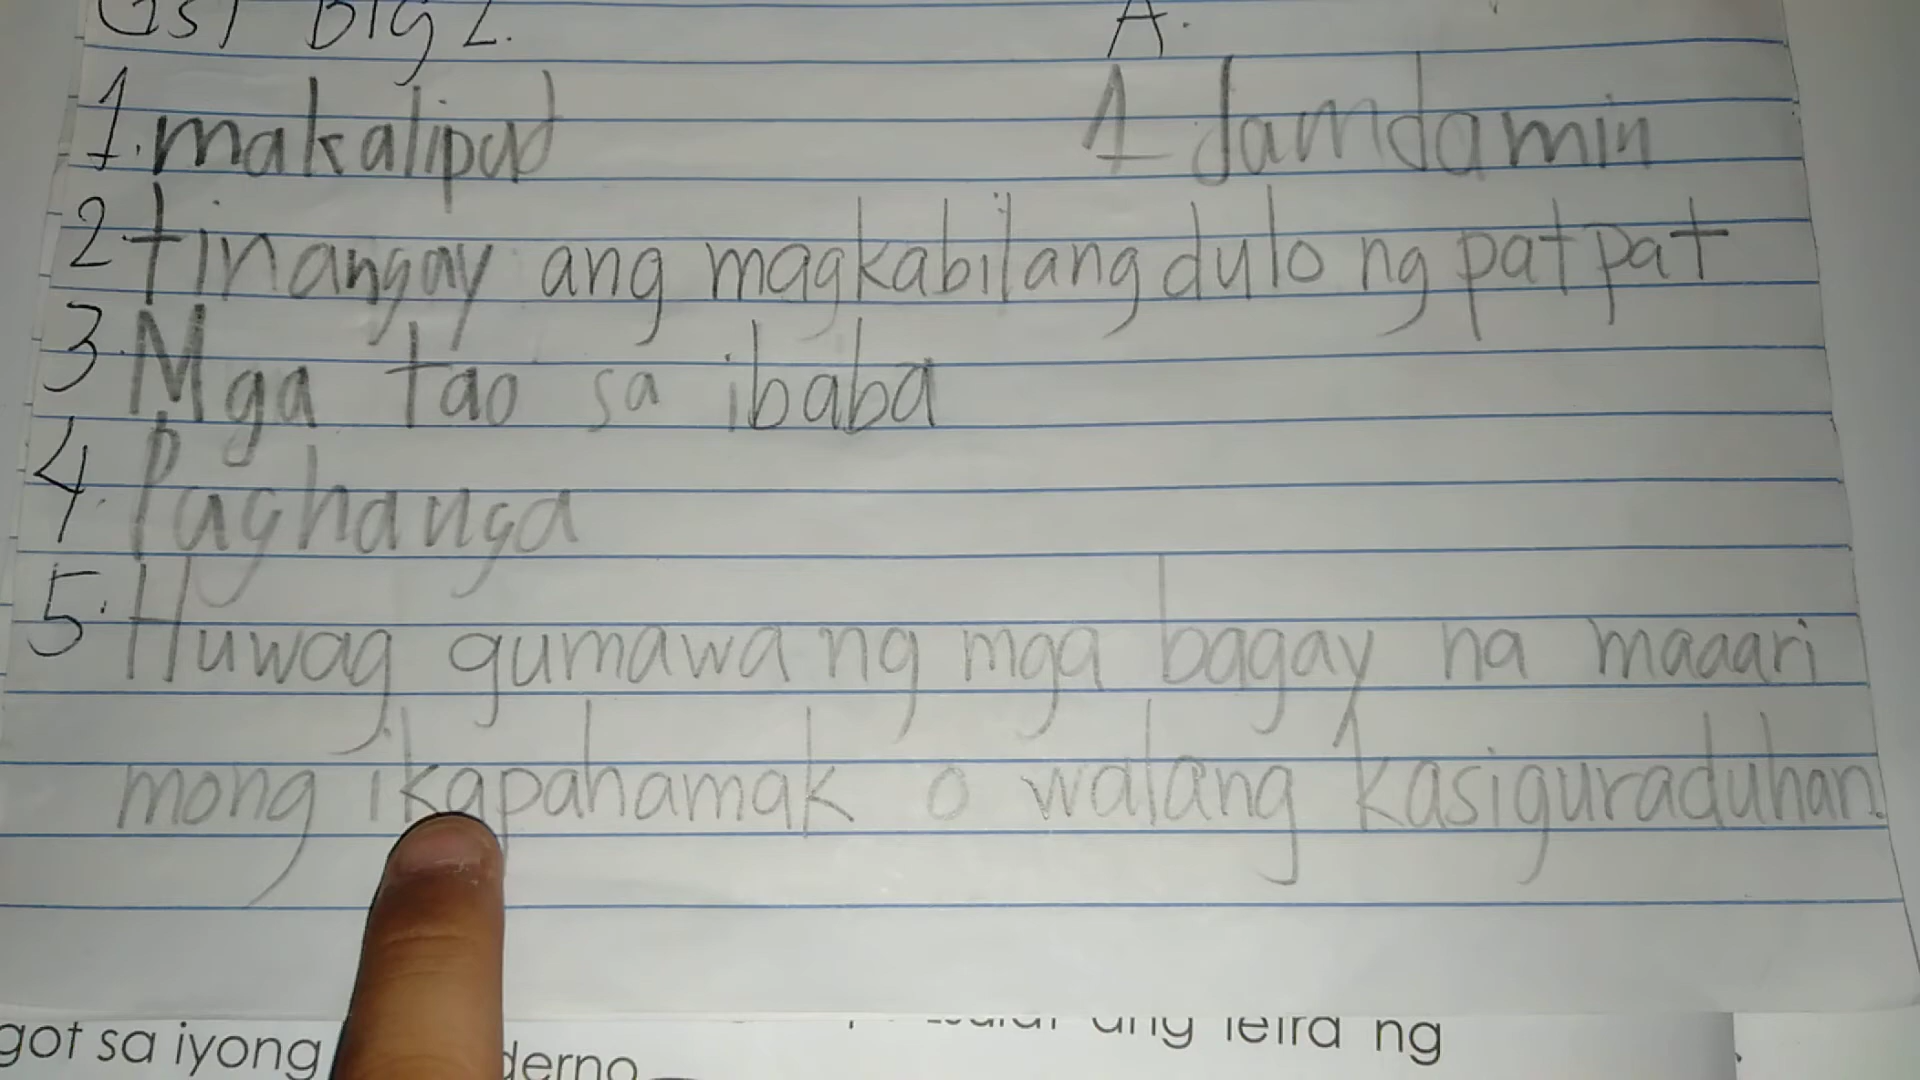 A.
1. makalipad
1 damdamin
2. tinangay ang magkabilang dulo ng patpat
3. Mga tao sa ibaba
4. Paghanga
5. Huwag gumawa ng mga bagay na maaari
mong ikapahamak o walang kasiguraduhan.
got sa iyong
ang letra ng